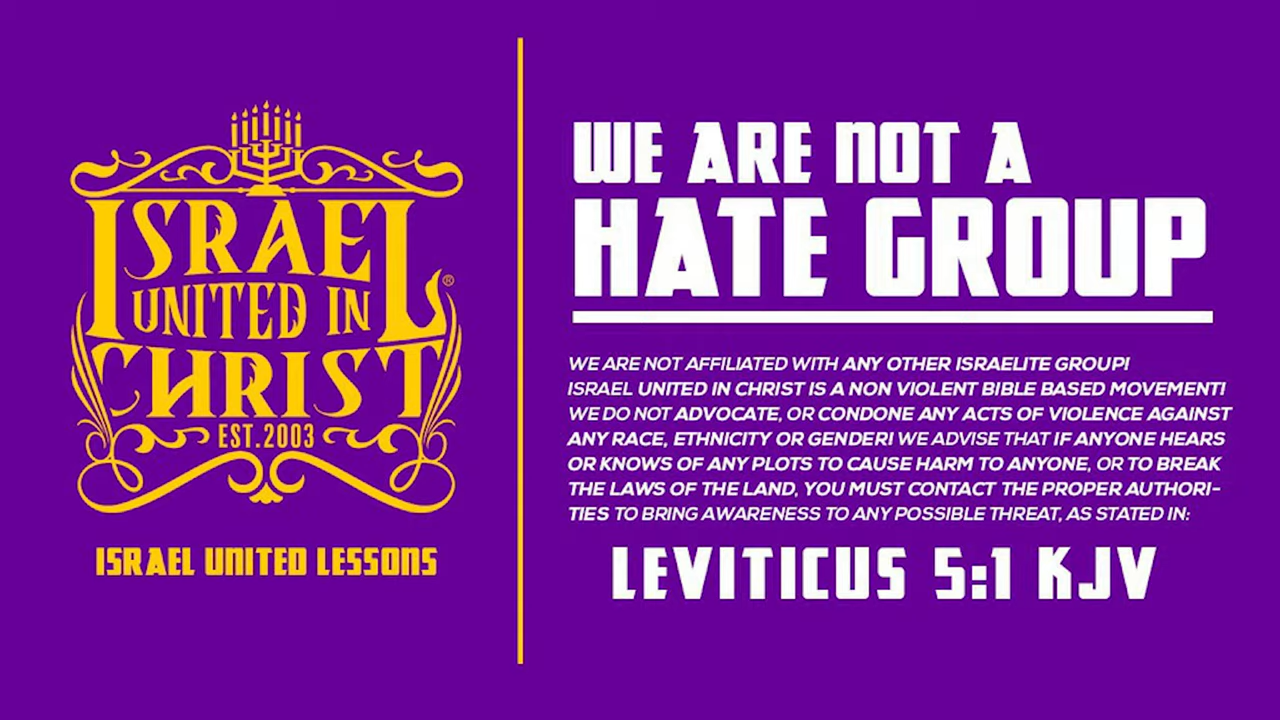 ISRAEL
UNITED IN
CHRIST
®
EST.2003
ISRAEL UNITED LESSONS
WE ARE NOT A
HATE GROUP
WE ARE NOT AFFILIATED WITH ANY OTHER ISRAELITE GROUP!
ISRAEL UNITED IN CHRIST IS A NON VIOLENT BIBLE BASED MOVEMENT!
WE DO NOT ADVOCATE, OR CONDONE ANY ACTS OF VIOLENCE AGAINST
ANY RACE, ETHNICITY OR GENDER! WE ADVISE THAT IF ANYONE HEARS
OR KNOWS OF ANY PLOTS TO CAUSE HARM TO ANYONE, OR TO BREAK
THE LAWS OF THE LAND, YOU MUST CONTACT THE PROPER AUTHORI-
TIES TO BRING AWARENESS TO ANY POSSIBLE THREAT, AS STATED IN:
LEVITICUS 5:1 KJV